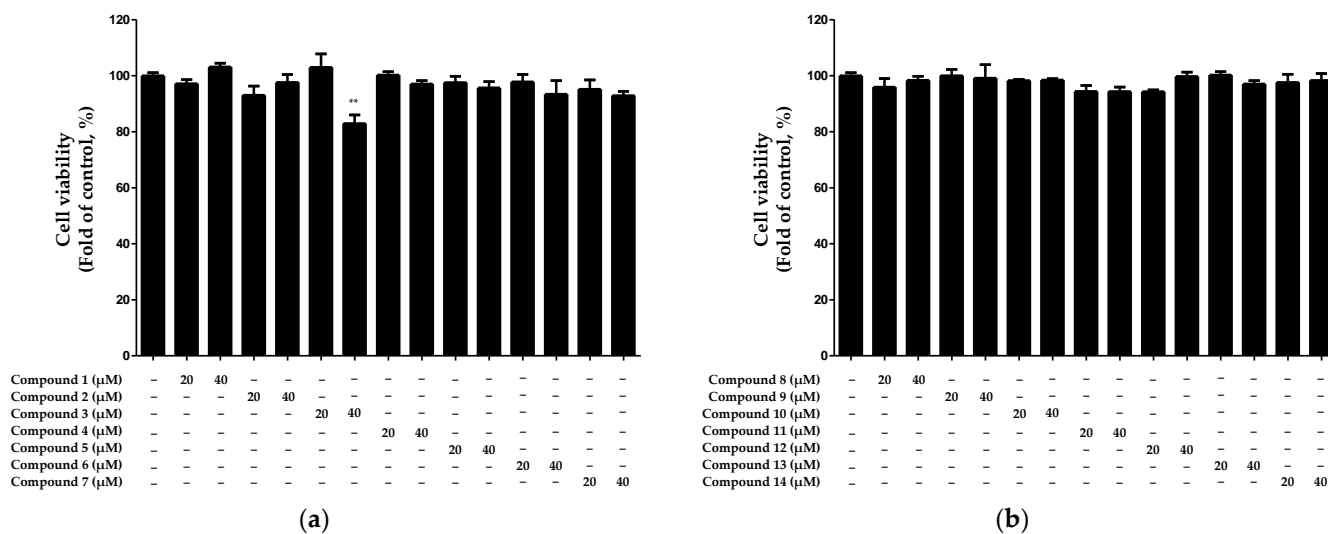 120
100
80
60
40
20
0
Cell viability
(Fold of control, %)
**
Compound 1 (µM) – 20 40 – – – – – – – – – – – –
Compound 2 (µM) – – – 20 40 – – – – – – – – – –
Compound 3 (µM) – – – – – 20 40 – – – – – – – –
Compound 4 (µM) – – – – – – – 20 40 – – – – – –
Compound 5 (µM) – – – – – – – – – 20 40 – – – –
Compound 6 (µM) – – – – – – – – – – – 20 40 – –
Compound 7 (µM) – – – – – – – – – – – – – 20 40
(a)
120
100
80
60
40
20
0
Cell viability
(Fold of control, %)
Compound 8 (µM) – 20 40 – – – – – – – – – – – –
Compound 9 (µM) – – – 20 40 – – – – – – – – – –
Compound 10 (µM) – – – – – 20 40 – – – – – – – –
Compound 11 (µM) – – – – – – – 20 40 – – – – – –
Compound 12 (µM) – – – – – – – – – 20 40 – – – –
Compound 13 (µM) – – – – – – – – – – – 20 40 – –
Compound 14 (µM) – – – – – – – – – – – – – 20 40
(b)